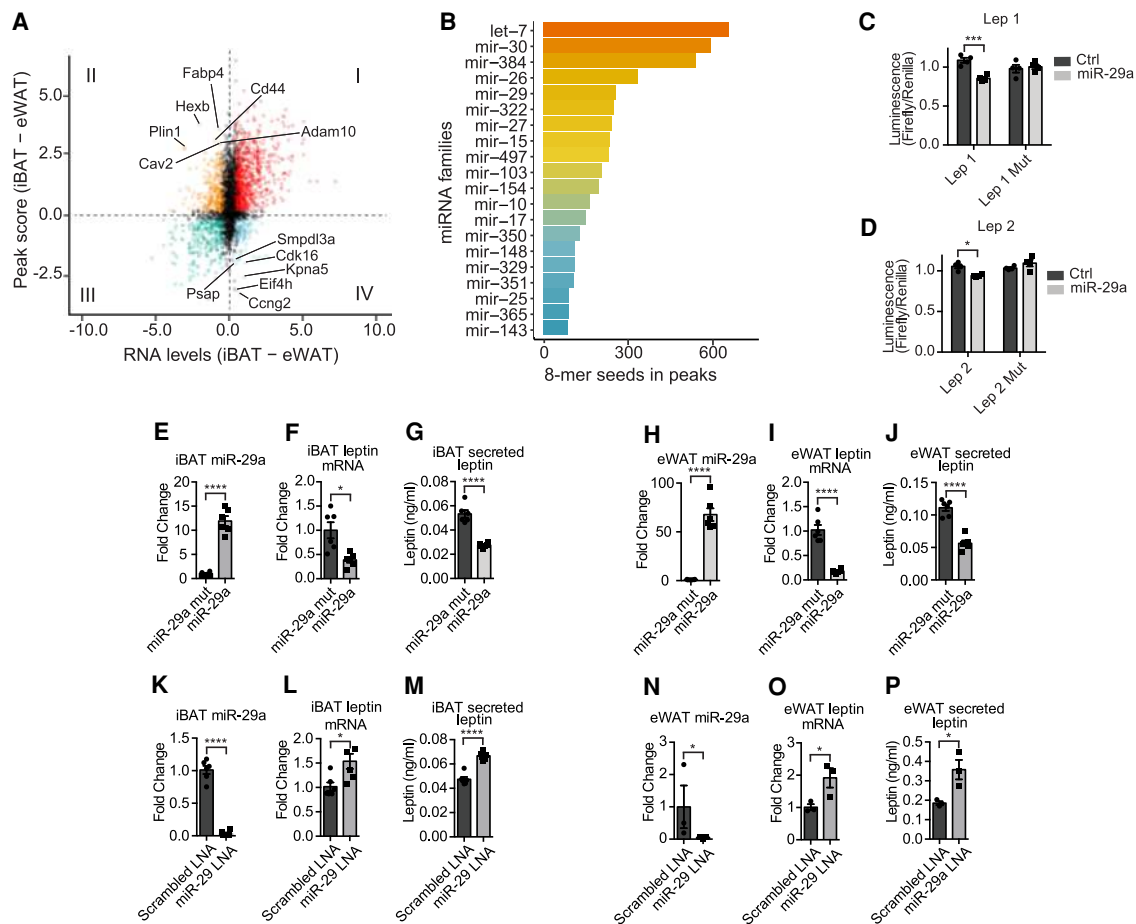 A
II
I
III
IV
Fabp4
Cd44
Hexb
Plin1
Adam10
Cav2
Smpdl3a
Cdk16
Kpna5
Psap
Eif4h
Ccng2
5.0
2.5
0.0
-2.5
-10.0 -5.0 0.0 5.0 10.0
Peak score (iBAT − eWAT)
RNA levels (iBAT − eWAT)
B
miRNA families
let−7
mir−30
mir−384
mir−26
mir−29
mir−322
mir−27
mir−15
mir−497
mir−103
mir−154
mir−10
mir−17
mir−350
mir−148
mir−329
mir−351
mir−25
mir−365
mir−143
0 300 600
8-mer seeds in peaks
C
Lep 1
***
Ctrl
miR-29a
Luminescence
(Firefly/Renilla)
1.0
0.0
Lep 1
Lep 1 Mut
D
Lep 2
*
Ctrl
miR-29a
Luminescence
(Firefly/Renilla)
1.0
0.0
Lep 2
Lep 2 Mut
E
iBAT miR-29a
****
Fold Change
20
15
10
5
0
miR-29a mut
miR-29a
F
iBAT leptin
mRNA
*
Fold Change
2.0
1.5
1.0
0.5
0.0
miR-29a mut
miR-29a
G
iBAT secreted
leptin
****
Leptin (ng/ml)
0.08
0.06
0.04
0.02
0.00
miR-29a mut
miR-29a
H
eWAT miR-29a
****
Fold Change
100
80
60
40
20
0
miR-29a mut
miR-29a
I
eWAT leptin
mRNA
****
Fold Change
2.0
1.5
1.0
0.5
0.0
miR-29a mut
miR-29a
J
eWAT secreted
leptin
****
Leptin (ng/ml)
0.15
0.10
0.05
0.00
miR-29a mut
miR-29a
K
iBAT miR-29a
****
Fold Change
1.5
1.0
0.5
0.0
Scrambled LNA
miR-29 LNA
L
iBAT leptin
mRNA
*
Fold Change
2.5
2.0
1.5
1.0
0.5
0.0
Scrambled LNA
miR-29 LNA
M
iBAT secreted
leptin
****
Leptin (ng/ml)
0.08
0.06
0.04
0.02
0.00
Scrambled LNA
miR-29 LNA
N
eWAT miR-29a
*
Fold Change
4
3
2
1
0
Scrambled LNA
miR-29 LNA
O
eWAT leptin
mRNA
*
Fold Change
3
2
1
0
Scrambled LNA
miR-29 LNA
P
eWAT secreted
leptin
*
Leptin (ng/ml)
0.5
0.4
0.3
0.2
0.1
0.0
Scrambled LNA
miR-29a LNA